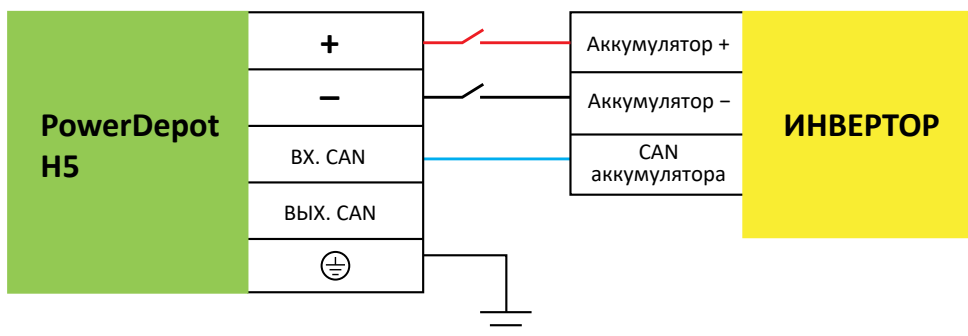 PowerDepot
H5
+
−
ВХ. CAN
ВЫХ. CAN
Аккумулятор +
Аккумулятор −
CAN
аккумулятора
ИНВЕРТОР